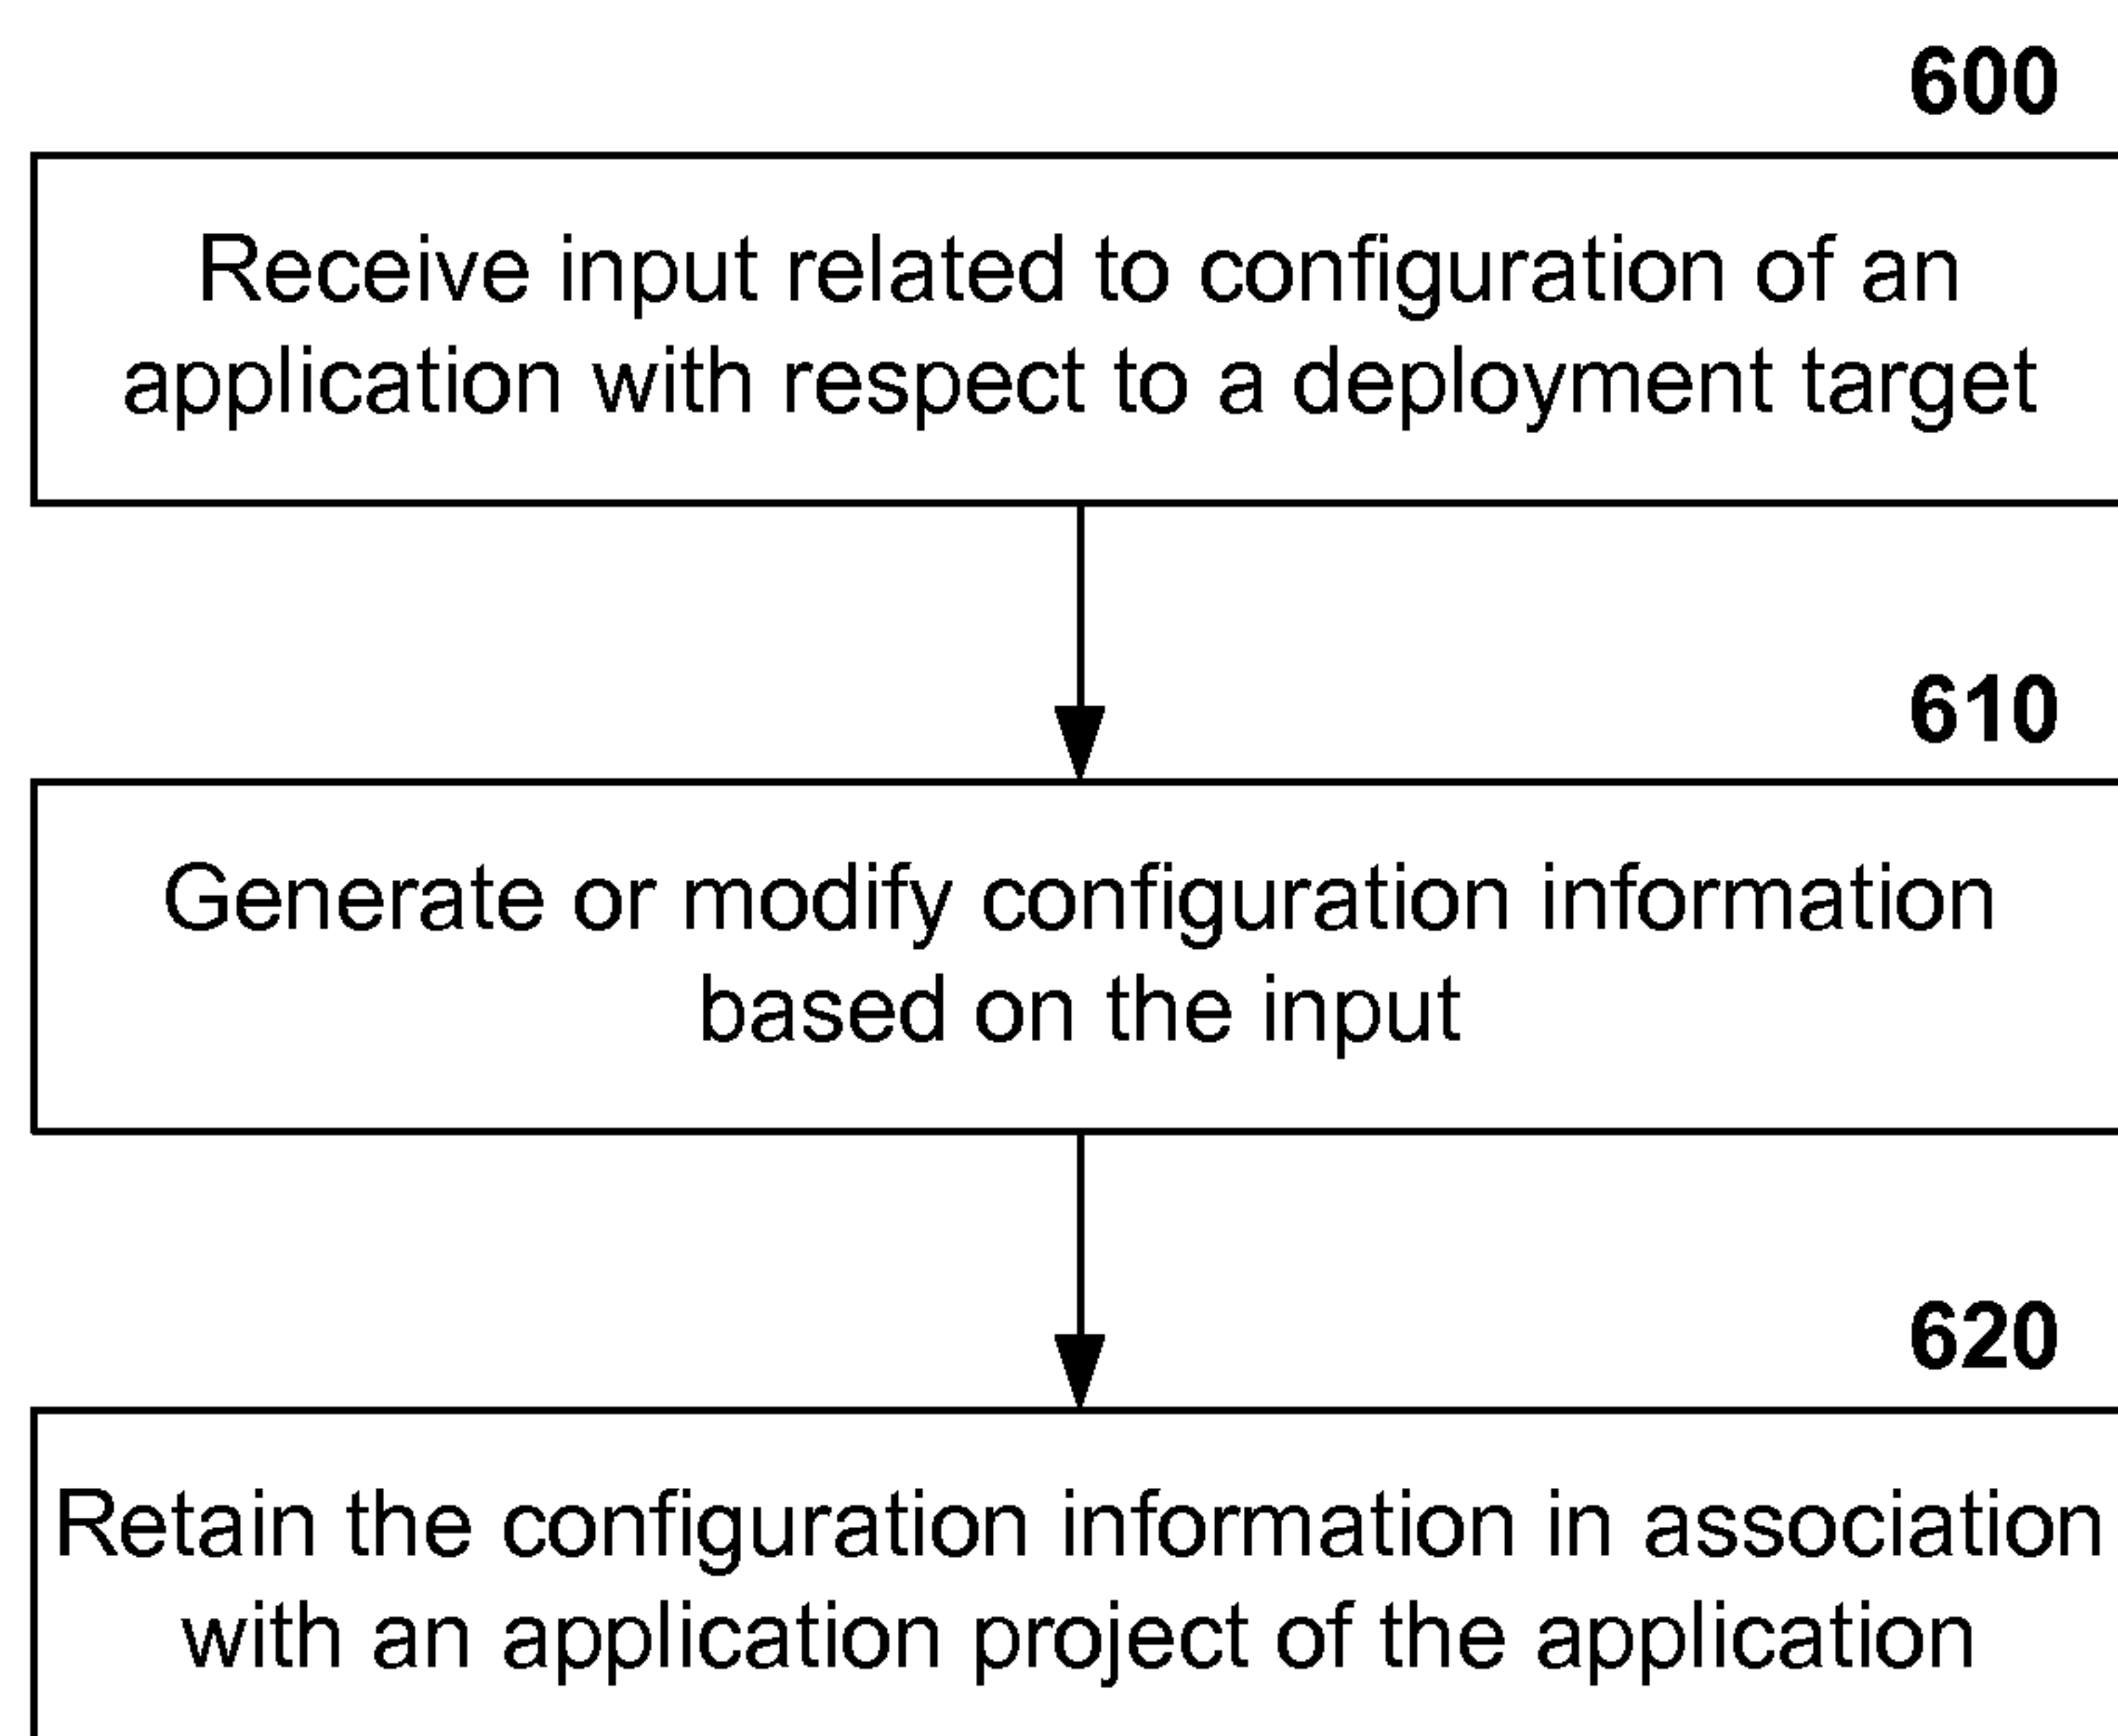 600
Receive input related to configuration of an
application with respect to a deployment target
610
Generate or modify configuration information
based on the input
620
Retain the configuration information in association
with an application project of the application